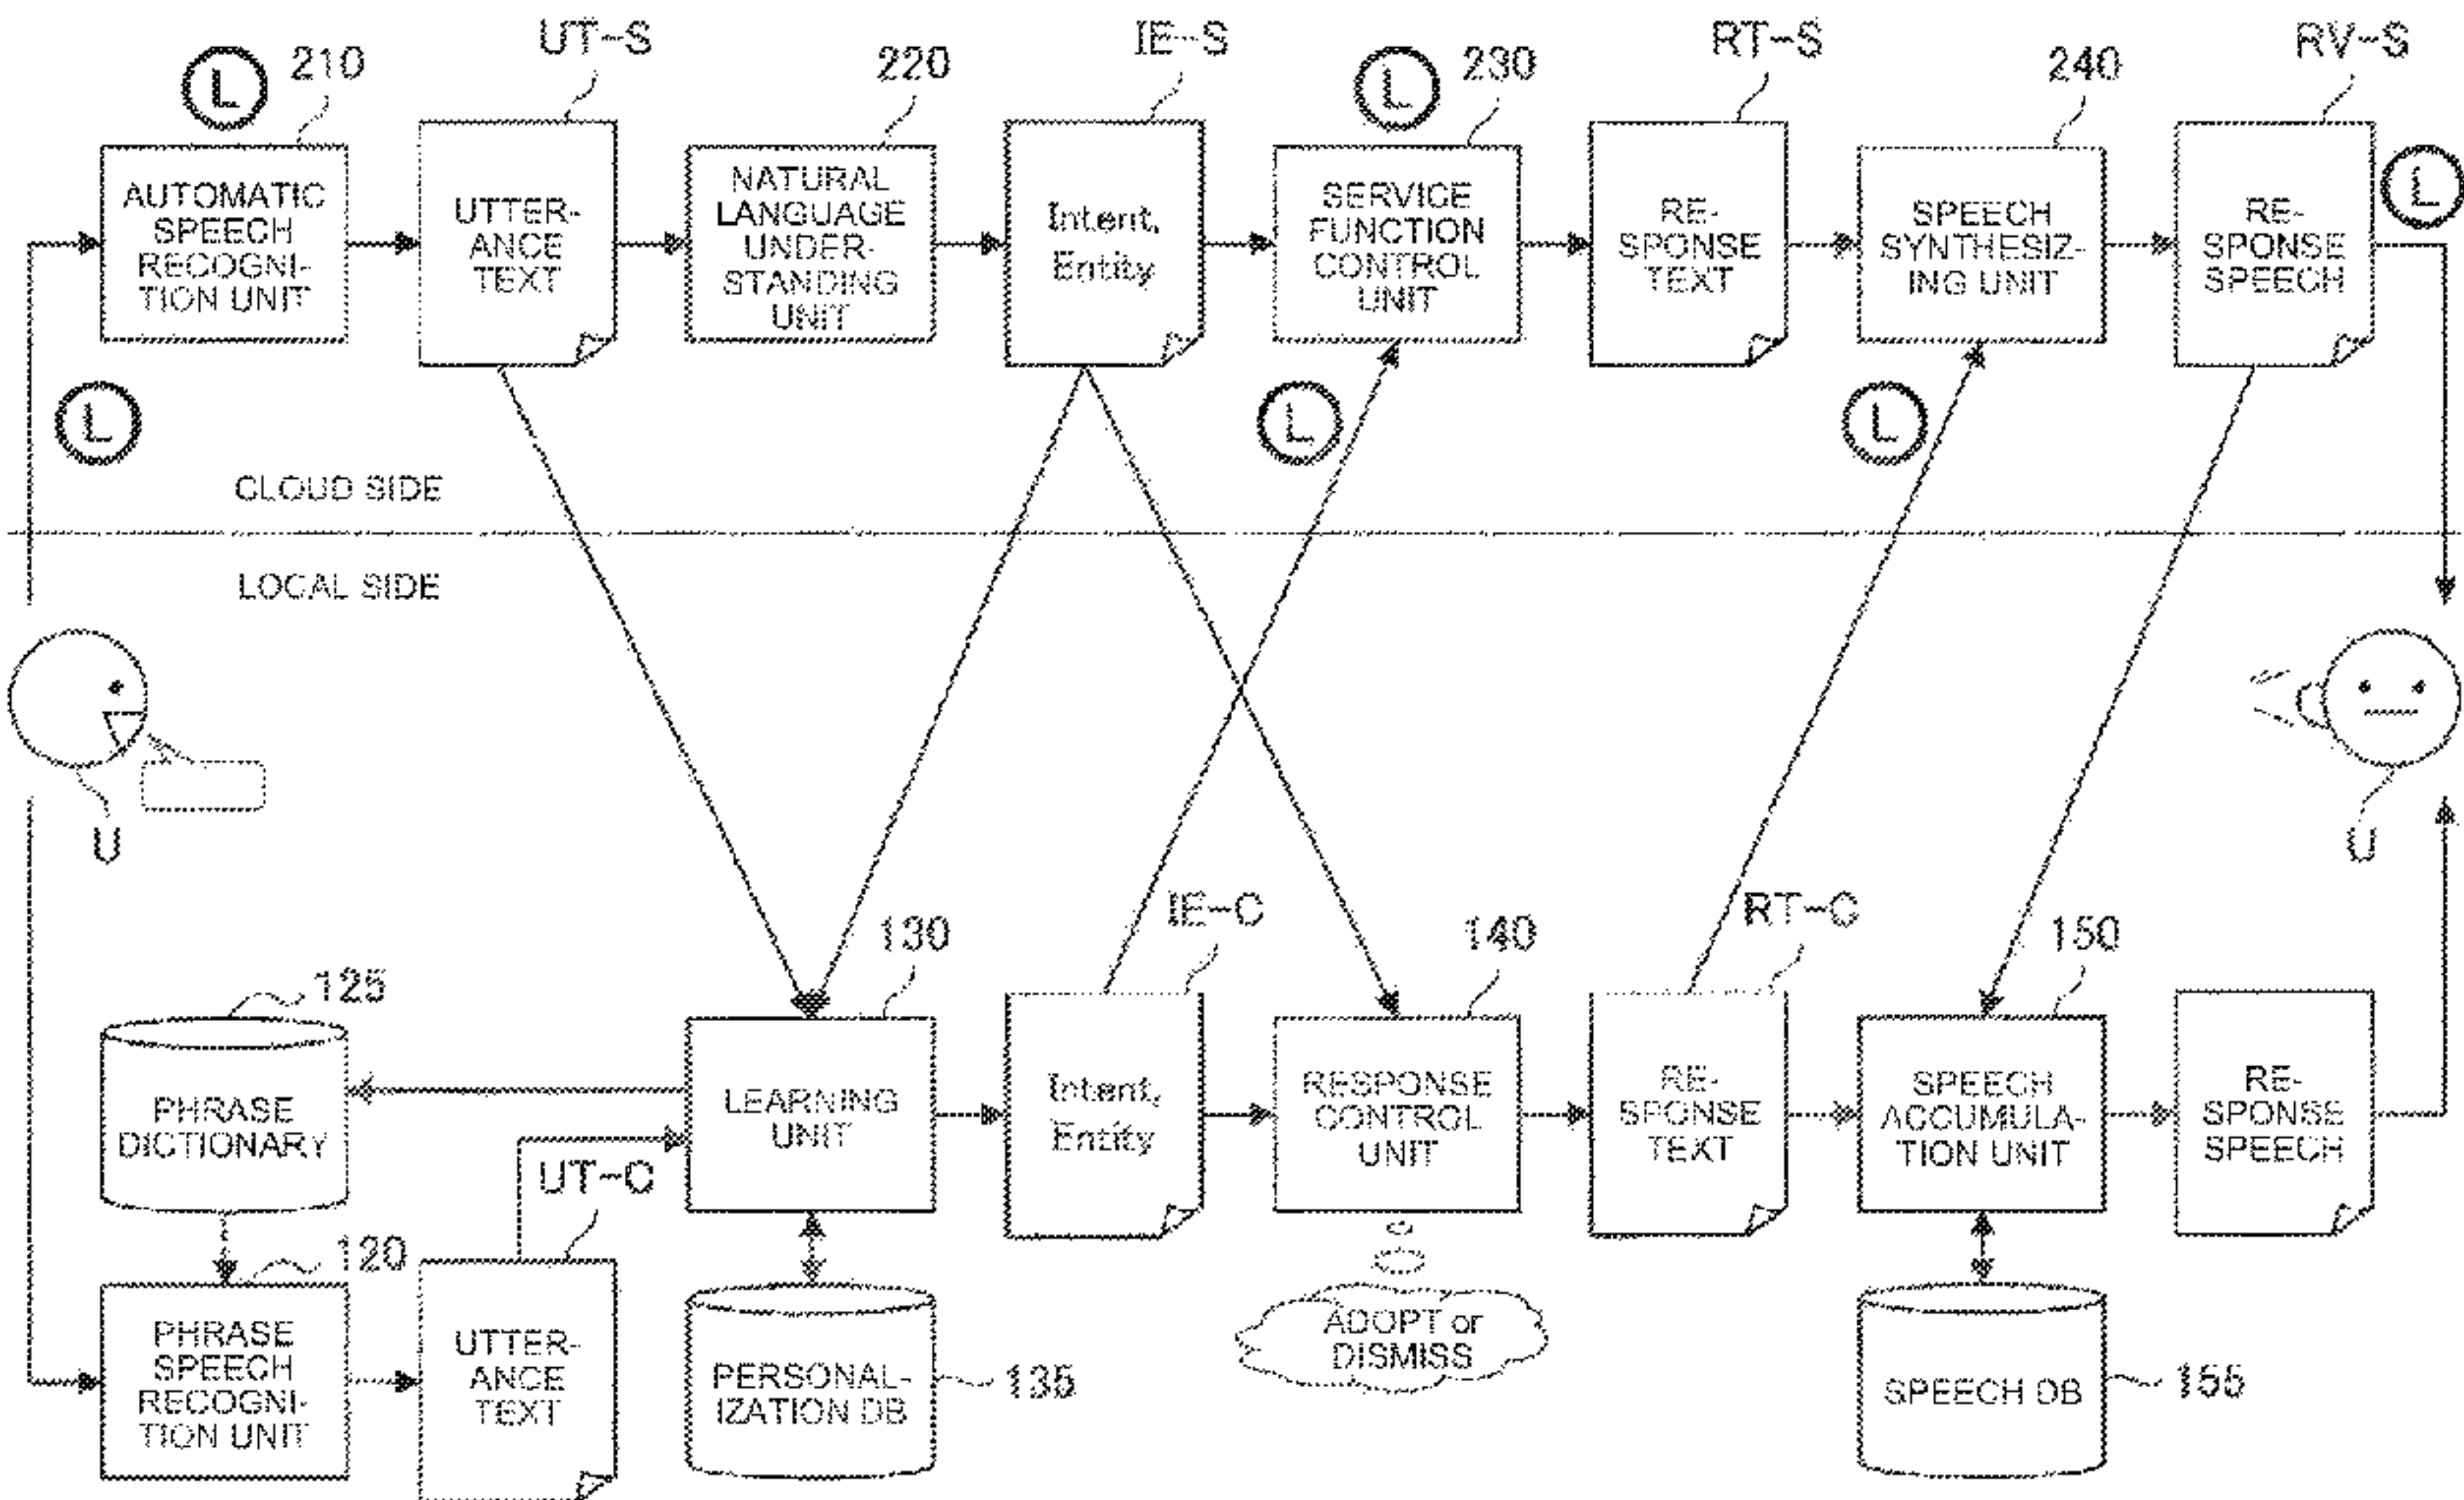 UT-S
IE-S
RT-S
RV-S
L
210
220
L
230
240
AUTOMATIC
SPEECH
RECOGNI-
TION UNIT
UTTER-
ANCE
TEXT
NATURAL
LANGUAGE
UNDER-
STANDING
UNIT
Intent,
Entity
SERVICE
FUNCTION
CONTROL
UNIT
RE-
SPONSE
TEXT
SPEECH
SYNTHESIZ-
ING UNIT
RE-
SPONSE
SPEECH
L
L
L
L
CLOUD SIDE
LOCAL SIDE
U
U
IE-C
RT-C
125
130
140
150
PHRASE
DICTIONARY
LEARNING
UNIT
Intent,
Entity
RESPONSE
CONTROL
UNIT
RE-
SPONSE
TEXT
SPEECH
ACCUMULA-
TION UNIT
RE-
SPONSE
SPEECH
UT-C
120
PHRASE
SPEECH
RECOGNI-
TION UNIT
UTTER-
ANCE
TEXT
PERSONAL-
IZATION DB
135
ADOPT or
DISMISS
SPEECH DB
155